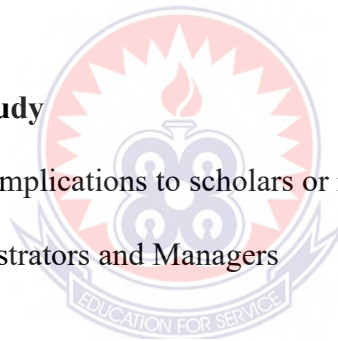 udy
mplications to scholars or
strators and Managers
EDUCATION FOR SERVICE